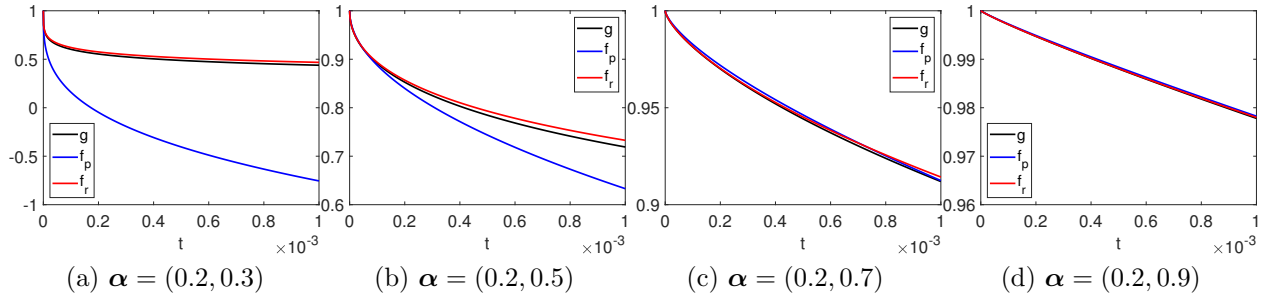 1
0.5
0
-0.5
-1
g
f_p
f_r
0 0.2 0.4 0.6 0.8 1
t ×10^-3
(a) α = (0.2, 0.3)
1
0.9
0.8
0.7
0.6
g
f_p
f_r
0 0.2 0.4 0.6 0.8 1
t ×10^-3
(b) α = (0.2, 0.5)
1
0.95
0.9
g
f_p
f_r
0 0.2 0.4 0.6 0.8 1
t ×10^-3
(c) α = (0.2, 0.7)
1
0.99
0.98
0.97
0.96
g
f_p
f_r
0 0.2 0.4 0.6 0.8 1
t ×10^-3
(d) α = (0.2, 0.9)